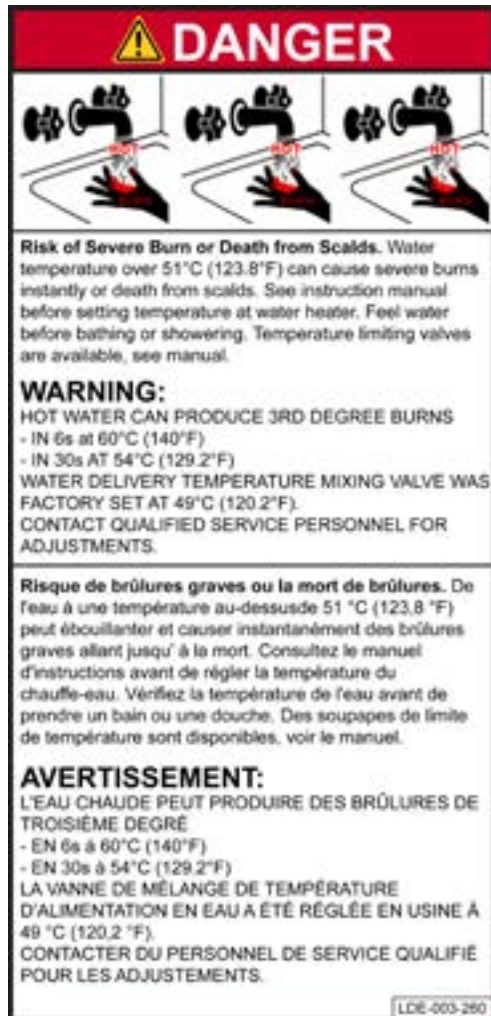 DANGER
HOT HOT HOT
BURN BURN BURN
Risk of Severe Burn or Death from Scalds. Water
temperature over 51°C (123.8°F) can cause severe burns
instantly or death from scalds. See instruction manual
before setting temperature at water heater. Feel water
before bathing or showering. Temperature limiting valves
are available, see manual.
WARNING:
HOT WATER CAN PRODUCE 3RD DEGREE BURNS
- IN 6s at 60°C (140°F)
- IN 30s AT 54°C (129.2°F)
WATER DELIVERY TEMPERATURE MIXING VALVE WAS
FACTORY SET AT 49°C (120.2°F).
CONTACT QUALIFIED SERVICE PERSONNEL FOR
ADJUSTMENTS.
Risque de brûlures graves ou la mort de brûlures. De
l'eau à une température au-dessusde 51 °C (123,8 °F)
peut ébouillanter et causer instantanément des brûlures
graves allant jusqu' à la mort. Consultez le manuel
d'instructions avant de régler la température du
chauffe-eau. Vérifiez la température de l'eau avant de
prendre un bain ou une douche. Des soupapes de limite
de température sont disponibles, voir le manuel.
AVERTISSEMENT:
L'EAU CHAUDE PEUT PRODUIRE DES BRÛLURES DE
TROISIÈME DEGRÉ
- EN 6s à 60°C (140°F)
- EN 30s à 54°C (129.2°F)
LA VANNE DE MÉLANGE DE TEMPÉRATURE
D'ALIMENTATION EN EAU A ÉTÉ RÉGLÉE EN USINE À
49 °C (120,2 °F).
CONTACTER DU PERSONNEL DE SERVICE QUALIFIÉ
POUR LES ADJUSTEMENTS.
LDE-003-260